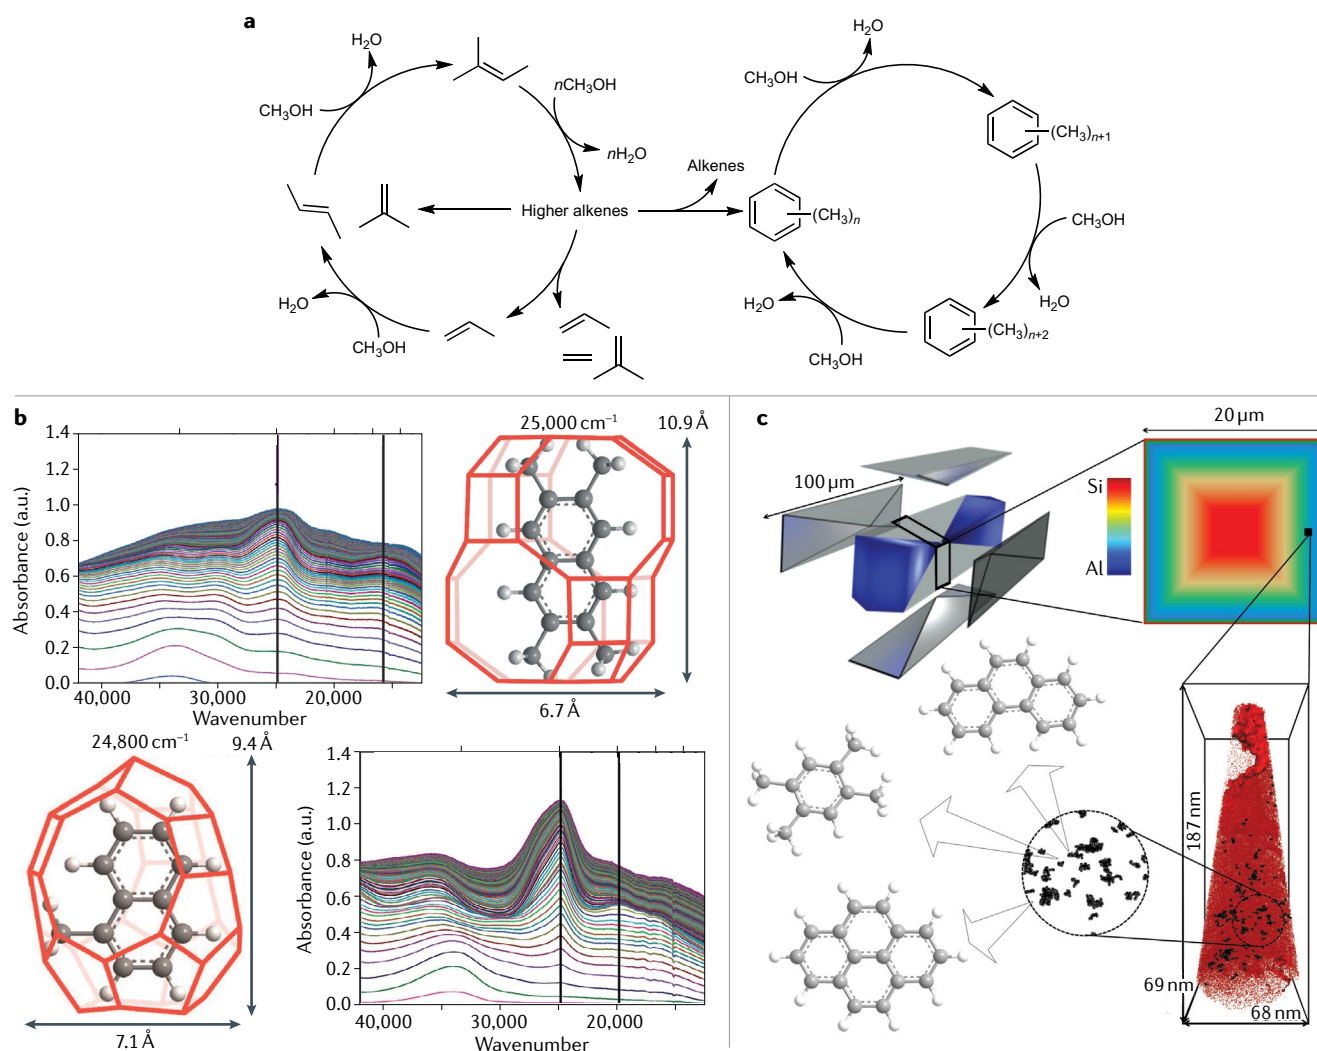 a
H₂O
CH₃OH
nCH₃OH
nH₂O
Higher alkenes
Alkenes
H₂O
CH₃OH
CH₃OH
H₂O
(CH₃)ₙ₊₁
(CH₃)ₙ
CH₃OH
H₂O
(CH₃)ₙ₊₂
H₂O
CH₃OH
b
1.4
1.2
1.0
0.8
0.6
0.4
0.2
0.0
Absorbance (a.u.)
40,000 30,000 20,000
Wavenumber
25,000 cm⁻¹
10.9 Å
6.7 Å
24,800 cm⁻¹
9.4 Å
7.1 Å
1.4
1.2
1.0
0.8
0.6
0.4
0.2
0.0
Absorbance (a.u.)
40,000 30,000 20,000
Wavenumber
c
20 µm
100 µm
Si
Al
187 nm
69 nm
68 nm